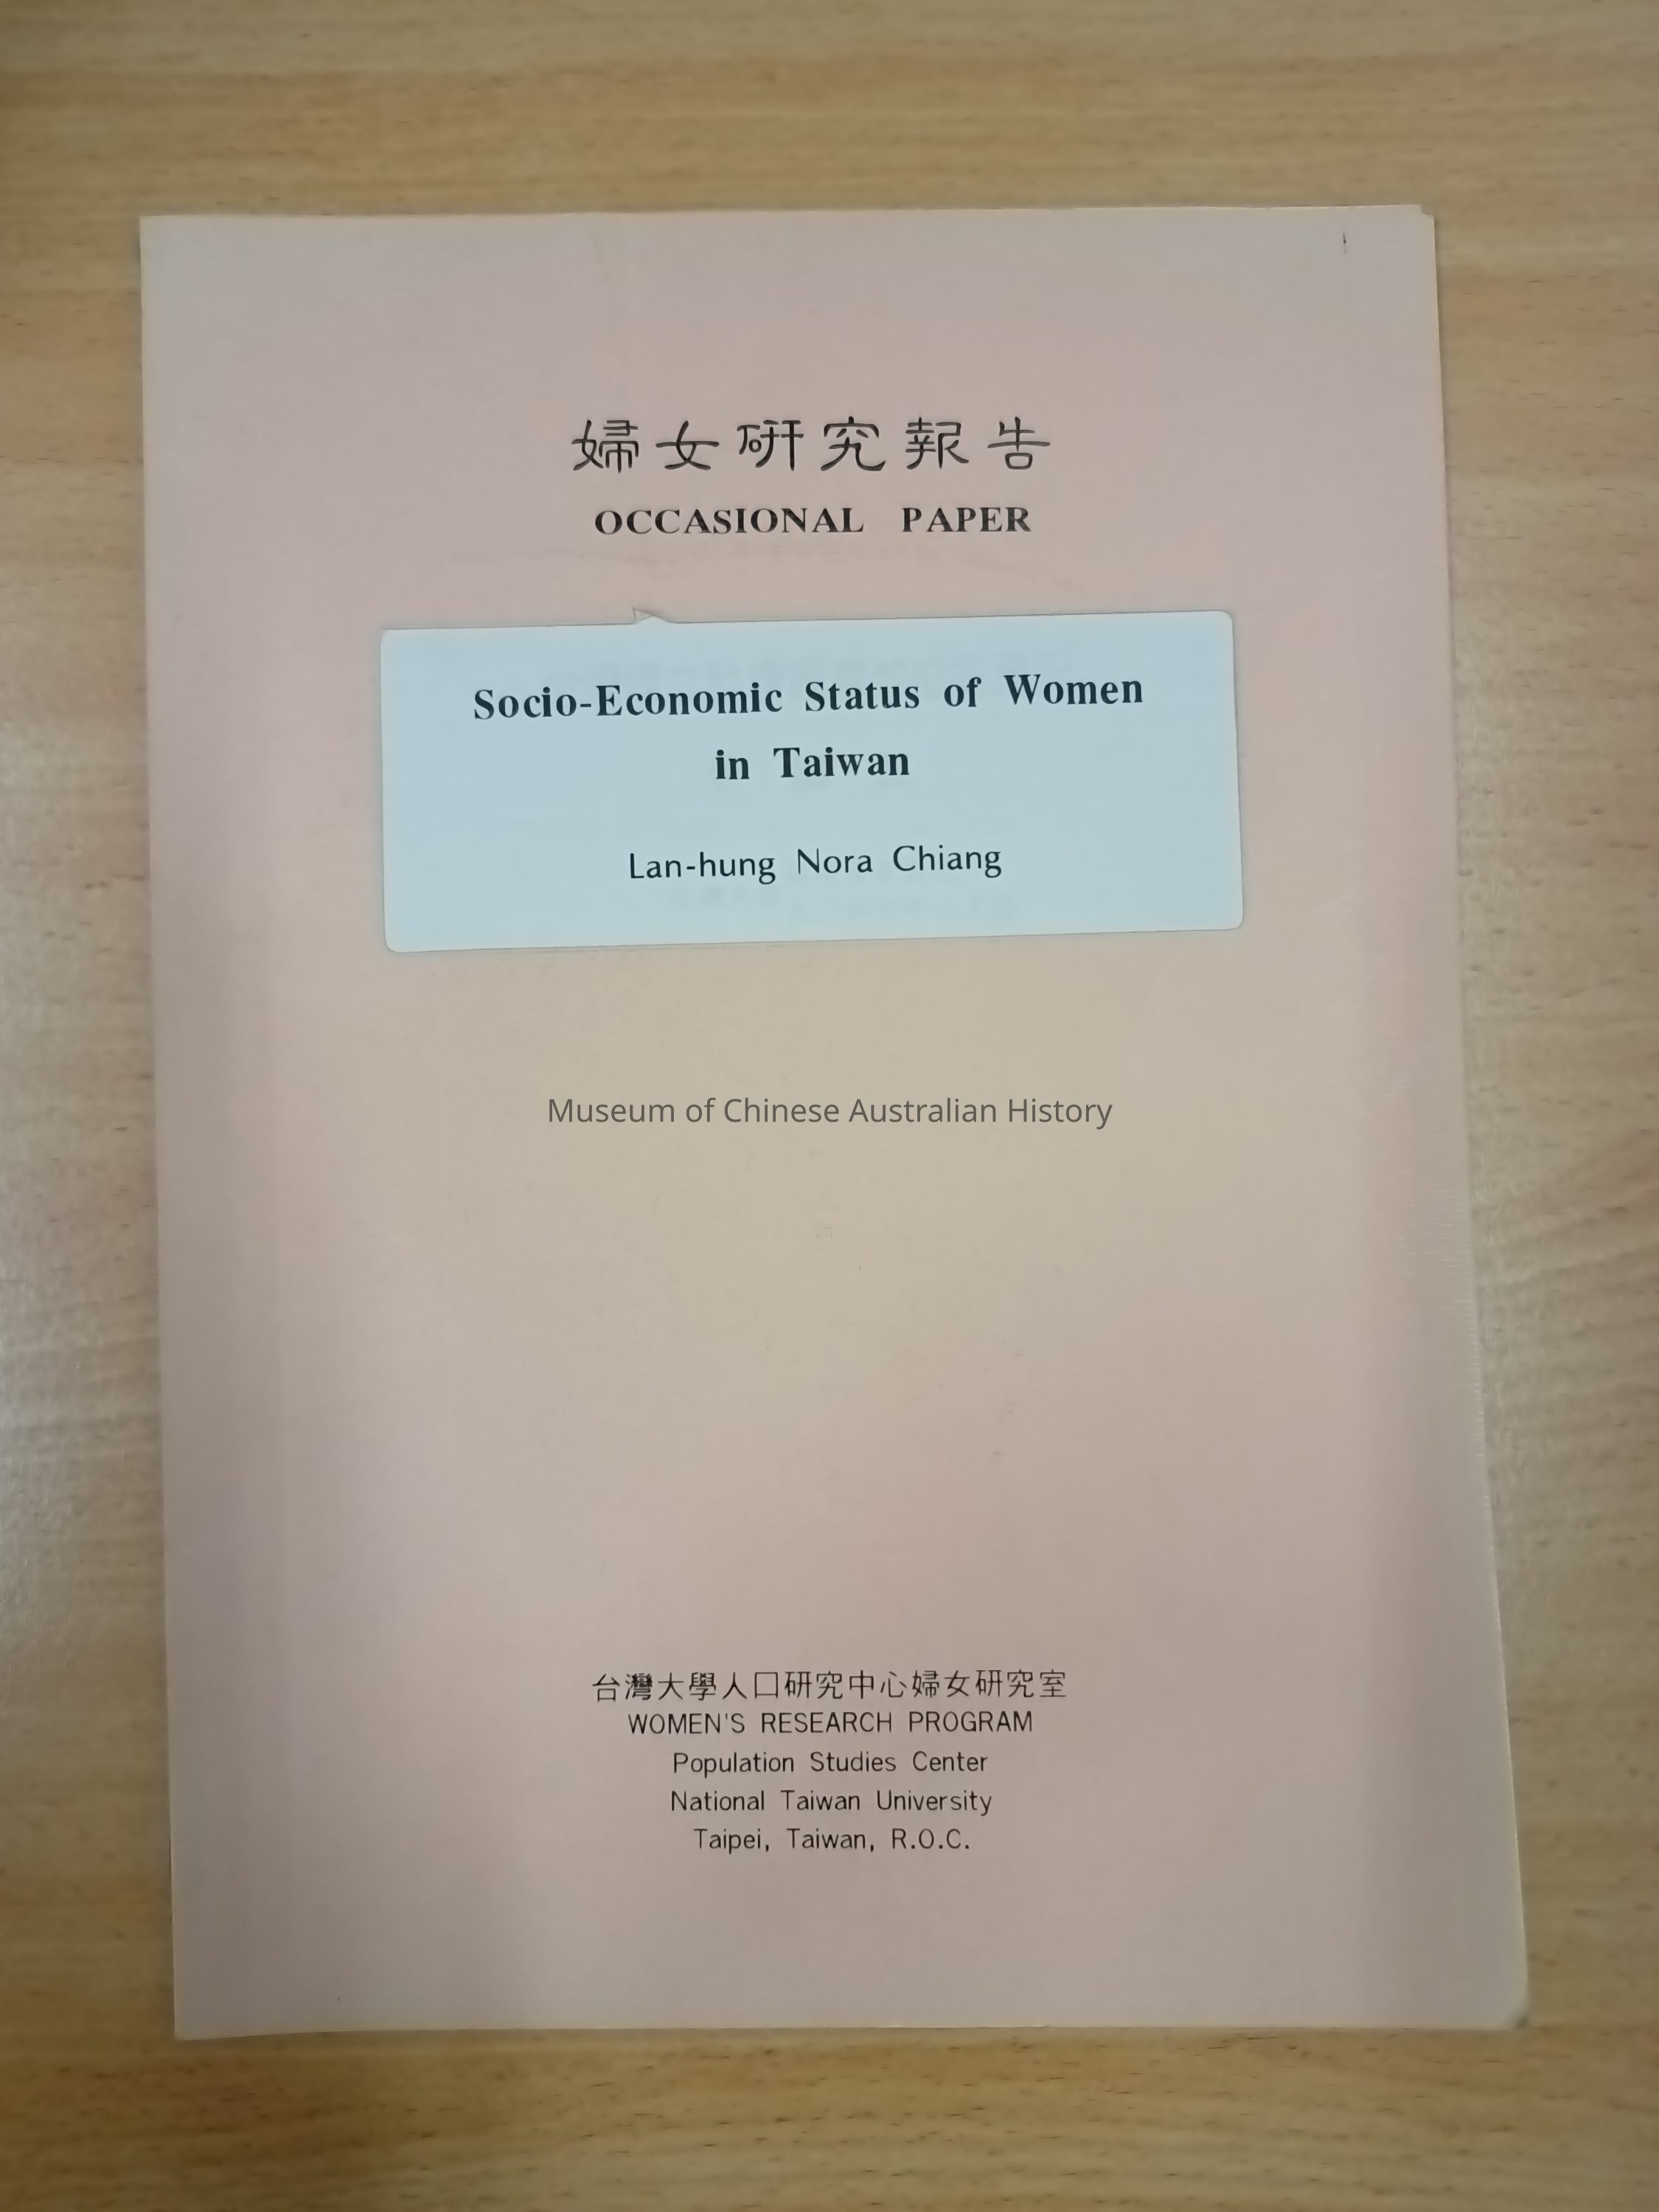 婦女研究報告
OCCASIONAL PAPER
Socio-Economic Status of Women
in Taiwan
Lan-hung Nora Chiang
Museum of Chinese Australian History
台灣大學人口研究中心婦女研究室
WOMEN'S RESEARCH PROGRAM
Population Studies Center
National Taiwan University
Taipei, Taiwan, R.O.C.